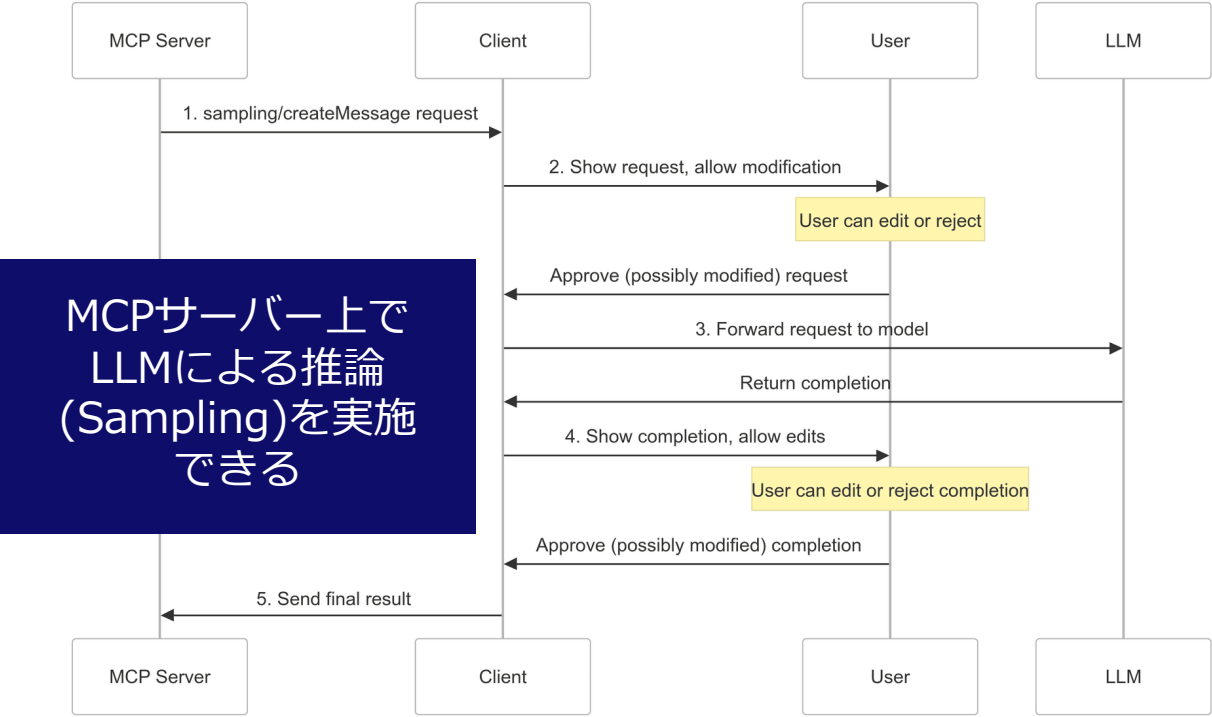 MCP Server
Client
User
LLM
1. sampling/createMessage request
2. Show request, allow modification
User can edit or reject
Approve (possibly modified) request
3. Forward request to model
Return completion
4. Show completion, allow edits
User can edit or reject completion
Approve (possibly modified) completion
5. Send final result
MCPサーバー上で
LLMによる推論
(Sampling)を実施
できる
MCP Server
Client
User
LLM